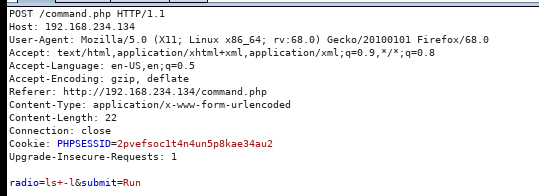 POST /command.php HTTP/1.1
Host: 192.168.234.134
User-Agent: Mozilla/5.0 (X11; Linux x86_64; rv:68.0) Gecko/20100101 Firefox/68.0
Accept: text/html,application/xhtml+xml,application/xml;q=0.9,*/*;q=0.8
Accept-Language: en-US,en;q=0.5
Accept-Encoding: gzip, deflate
Referer: http://192.168.234.134/command.php
Content-Type: application/x-www-form-urlencoded
Content-Length: 22
Connection: close
Cookie: PHPSESSID=2pvefsoc1t4n4un5p8kae34au2
Upgrade-Insecure-Requests: 1
radio=ls+-l&submit=Run